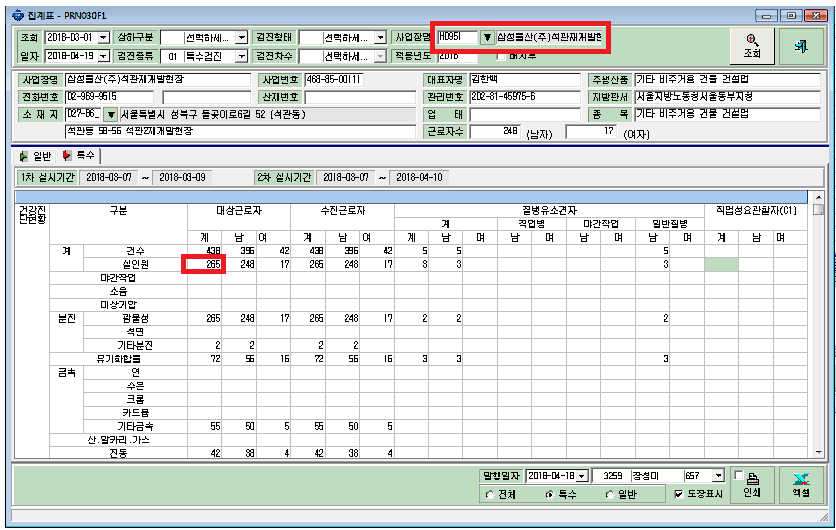 집계표 - PRN030F1
조회 2018-03-01 상하구분 선택하세... 검진형태 선택하세... 사업장명 H0951 삼성물산(주)석관재개발현
일자 2018-04-19 검진종류 01 특수검진 검진차수 선택하세... 적용년도 2018
조회
사업장명 삼성물산(주)석관재개발현장 사업번호 468-85-00111 대표자명 김한백 주생산품 기타 비주거용 건물 건설업
전화번호 02-969-9515 산재번호 관리번호 202-81-45975-6 지방관서 서울지방노동청서울동부지청
소 재 지 027-86_ 서울특별시 성북구 돌곶이로6길 52 (석관동) 업 태 종 목 기타 비주거용 건물 건설업
석관동 58-56 석관2재개발현장 근로자수 248 (남자) 17 (여자)
일반 특수
1차 실시기간 2018-03-07 ~ 2018-03-09 2차 실시기간 2018-03-07 ~ 2018-04-10
건강진단현황 구분 대상근로자 수진근로자 질병유소견자 직업성요관찰자(C1)
계 직업병 야간작업 일반질병
계 남 여 계 남 여 계 남 여 남 여 남 여 남 여 계 남 여
계 건수 438 396 42 438 396 42 5 5 5
실인원 265 248 17 265 248 17 3 3 3
야간작업
소음
이상기압
분진 광물성 265 248 17 265 248 17 2 2 2
석면
기타분진 2 2 2 2
유기화합물 72 56 16 72 56 16 3 3 3
금속 연
수은
크롬
카드뮴
기타금속 55 50 5 55 50 5
산.알카리.가스
진동 42 38 4 42 38 4
발행일자 2018-04-18 3259 장성미 657
전체 특수 일반 도장표시 인쇄 엑셀